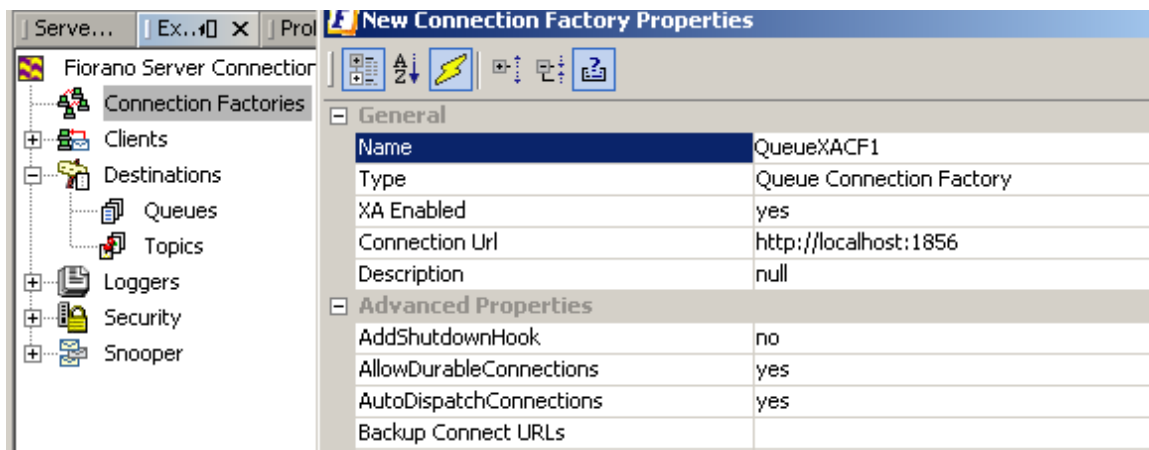 Serve...
Ex..
Prol
Fiorano Server Connection
Connection Factories
Clients
Destinations
Queues
Topics
Loggers
Security
Snooper
New Connection Factory Properties
General
Name QueueXACF1
Type Queue Connection Factory
XA Enabled yes
Connection Url http://localhost:1856
Description null
Advanced Properties
AddShutdownHook no
AllowDurableConnections yes
AutoDispatchConnections yes
Backup Connect URLs